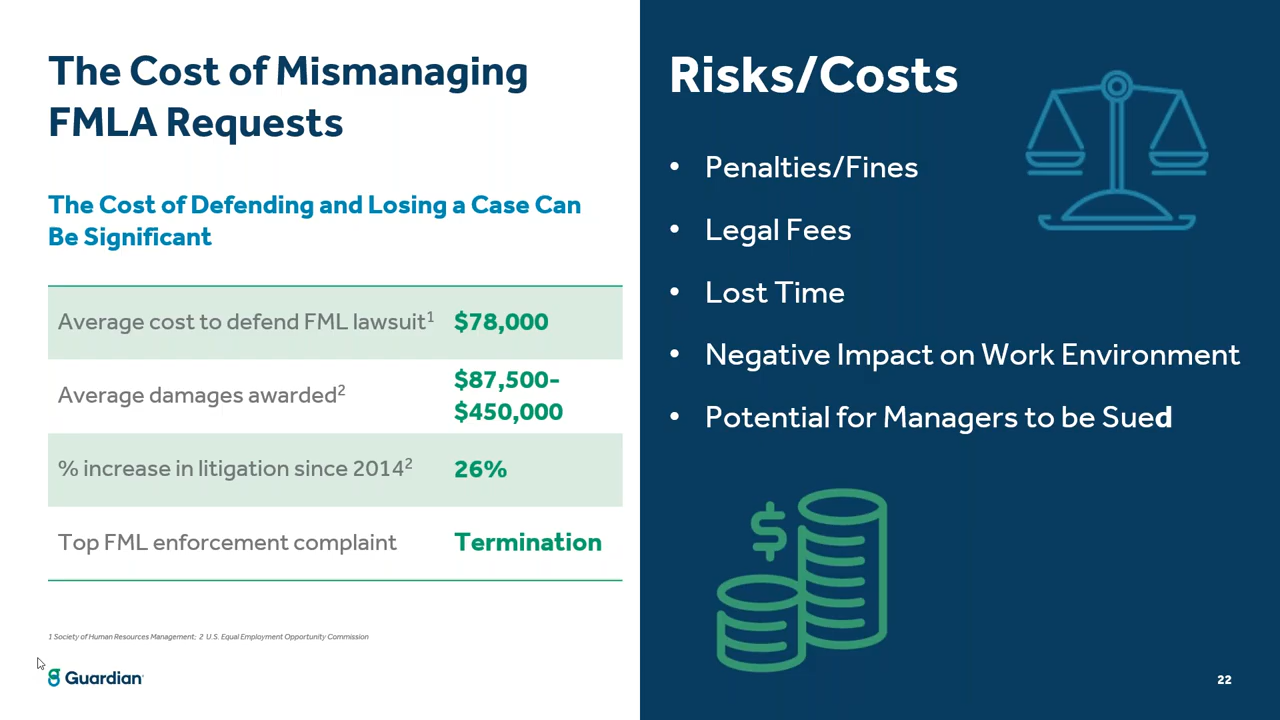 The Cost of Mismanaging
FMLA Requests
The Cost of Defending and Losing a Case Can
Be Significant
Average cost to defend FML lawsuit¹ $78,000
Average damages awarded² $87,500-
$450,000
% increase in litigation since 2014² 26%
Top FML enforcement complaint Termination
1 Society of Human Resources Management; 2 U.S. Equal Employment Opportunity Commission
Guardian
Risks/Costs
• Penalties/Fines
• Legal Fees
• Lost Time
• Negative Impact on Work Environment
• Potential for Managers to be Sued
$
22